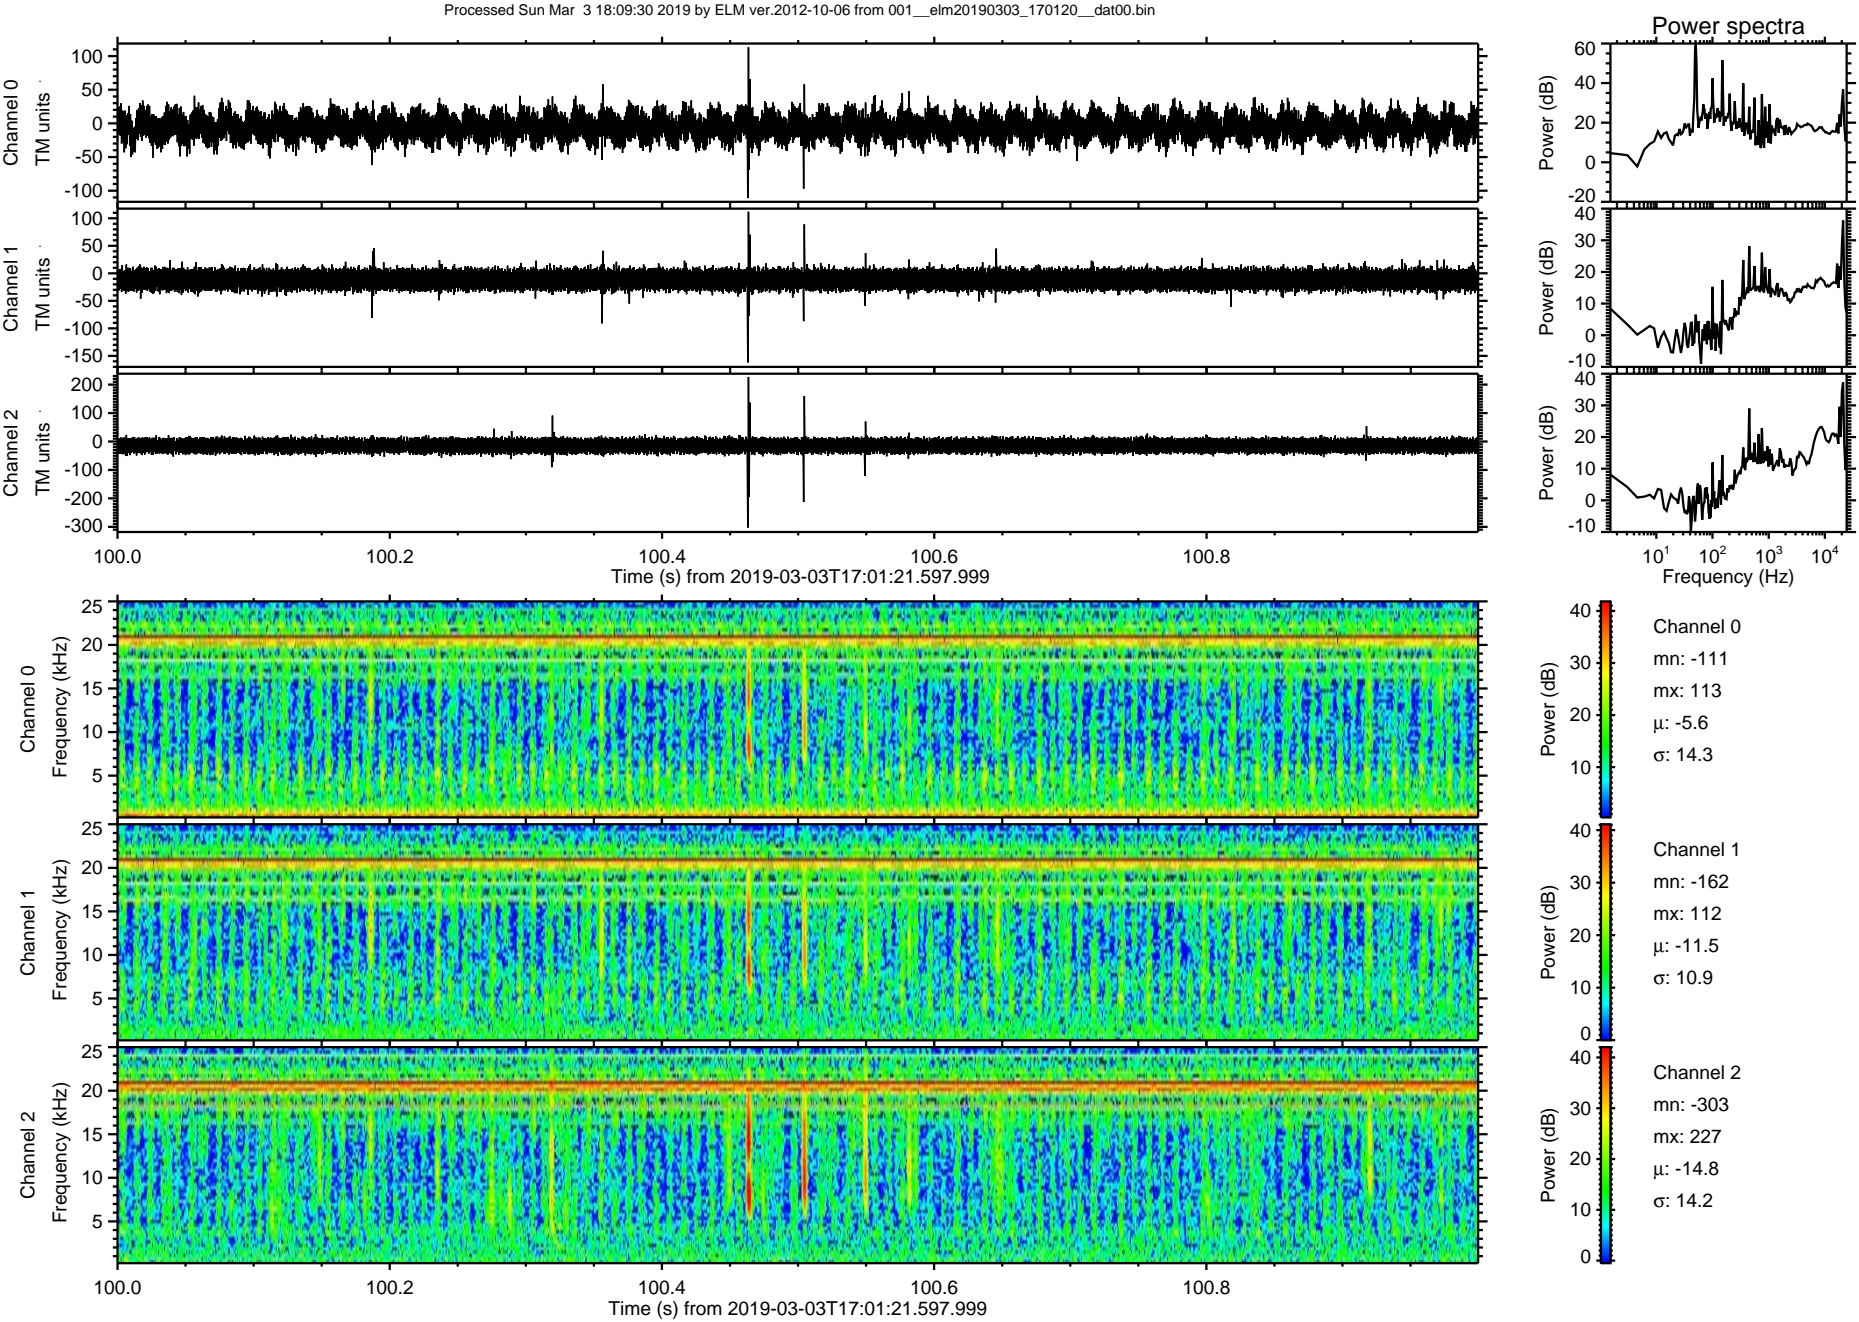 Processed Sun Mar  3 18:09:30 2019 by ELM ver.2012-10-06 from 001__elm20190303_170120__dat00.bin
Power spectra
Channel 0
TM units
100
50
0
-50
-100
Power (dB)
60
40
20
0
-20
Channel 1
TM units
100
50
0
-50
-100
-150
Power (dB)
40
30
20
10
0
-10
Channel 2
TM units
200
100
0
-100
-200
-300
Power (dB)
40
30
20
10
0
-10
100.0 100.2 100.4 100.6 100.8
Time (s) from 2019-03-03T17:01:21.597.999
10^1 10^2 10^3 10^4
Frequency (Hz)
Channel 0
Frequency (kHz)
25
20
15
10
5
Power (dB)
40
30
20
10
Channel 0
mn: -111
mx: 113
μ: -5.6
σ: 14.3
Channel 1
Frequency (kHz)
25
20
15
10
5
Power (dB)
40
30
20
10
0
Channel 1
mn: -162
mx: 112
μ: -11.5
σ: 10.9
Channel 2
Frequency (kHz)
25
20
15
10
5
Power (dB)
40
30
20
10
0
Channel 2
mn: -303
mx: 227
μ: -14.8
σ: 14.2
100.0 100.2 100.4 100.6 100.8
Time (s) from 2019-03-03T17:01:21.597.999